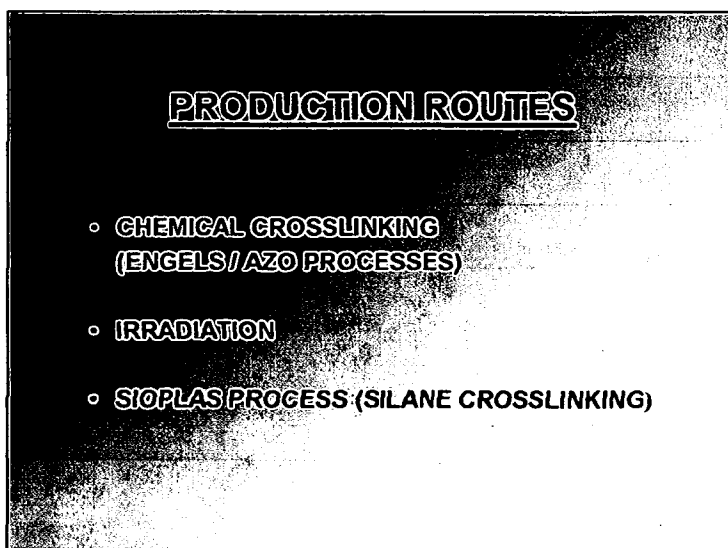 PRODUCTION ROUTES
• CHEMICAL CROSSLINKING
(ENGELS / AZO PROCESSES)
• IRRADIATION
• SIOPLAS PROCESS (SILANE CROSSLINKING)